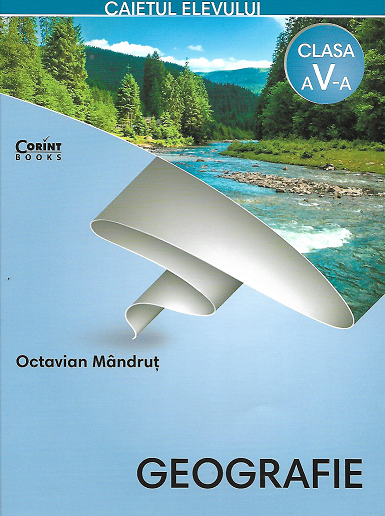 CAIETUL ELEVULUI
CLASA
A V-A
CORINT
BOOKS
Octavian Mândruț
GEOGRAFIE